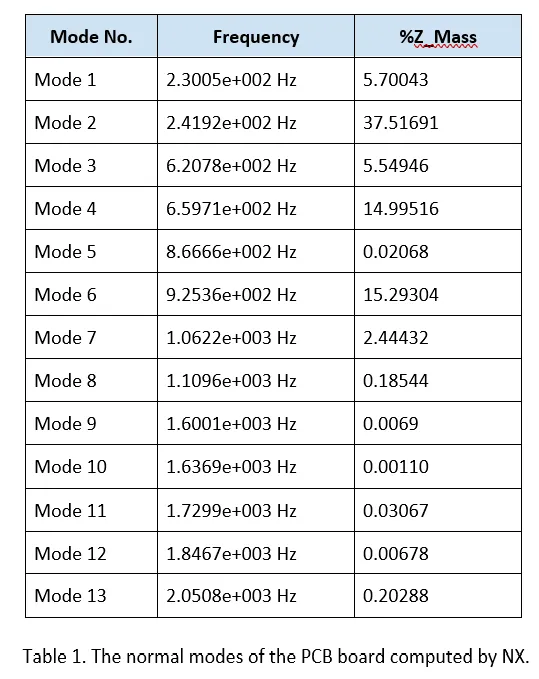 Mode No. Frequency %Z_Mass
Mode 1 2.3005e+002 Hz 5.70043
Mode 2 2.4192e+002 Hz 37.51691
Mode 3 6.2078e+002 Hz 5.54946
Mode 4 6.5971e+002 Hz 14.99516
Mode 5 8.6666e+002 Hz 0.02068
Mode 6 9.2536e+002 Hz 15.29304
Mode 7 1.0622e+003 Hz 2.44432
Mode 8 1.1096e+003 Hz 0.18544
Mode 9 1.6001e+003 Hz 0.0069
Mode 10 1.6369e+003 Hz 0.00110
Mode 11 1.7299e+003 Hz 0.03067
Mode 12 1.8467e+003 Hz 0.00678
Mode 13 2.0508e+003 Hz 0.20288
Table 1. The normal modes of the PCB board computed by NX.